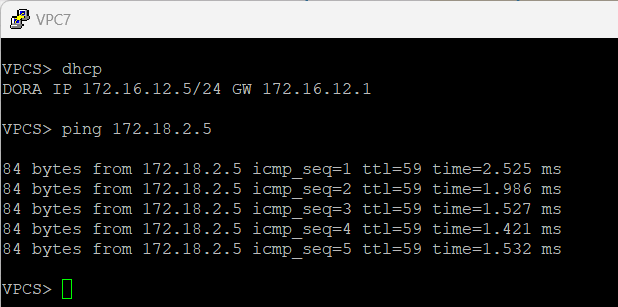 VPC7
VPCS> dhcp
DORA IP 172.16.12.5/24 GW 172.16.12.1
VPCS> ping 172.18.2.5
84 bytes from 172.18.2.5 icmp_seq=1 ttl=59 time=2.525 ms
84 bytes from 172.18.2.5 icmp_seq=2 ttl=59 time=1.986 ms
84 bytes from 172.18.2.5 icmp_seq=3 ttl=59 time=1.527 ms
84 bytes from 172.18.2.5 icmp_seq=4 ttl=59 time=1.421 ms
84 bytes from 172.18.2.5 icmp_seq=5 ttl=59 time=1.532 ms
VPCS>